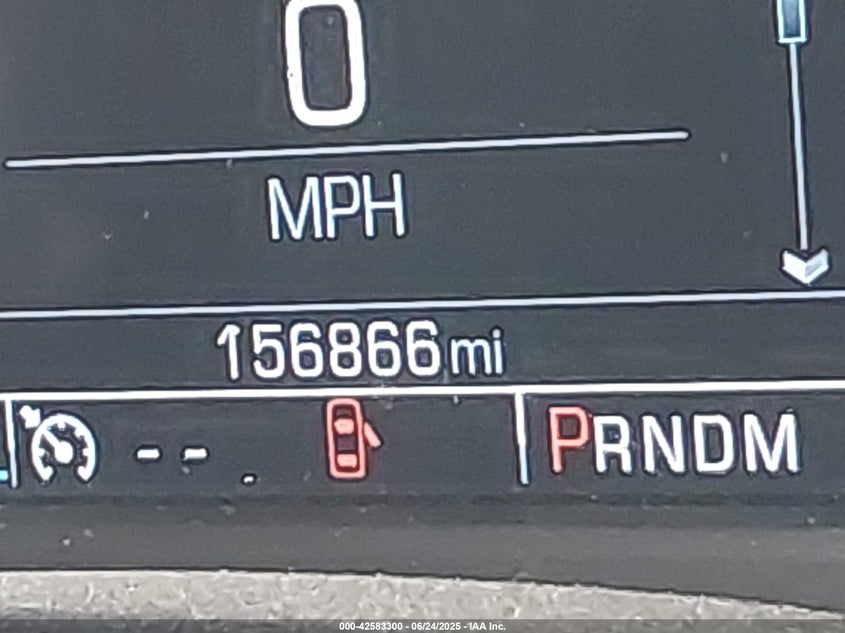 0
MPH
156866 mi
-- PRNDM
000-42583300 - 06/24/2025 - IAA Inc.